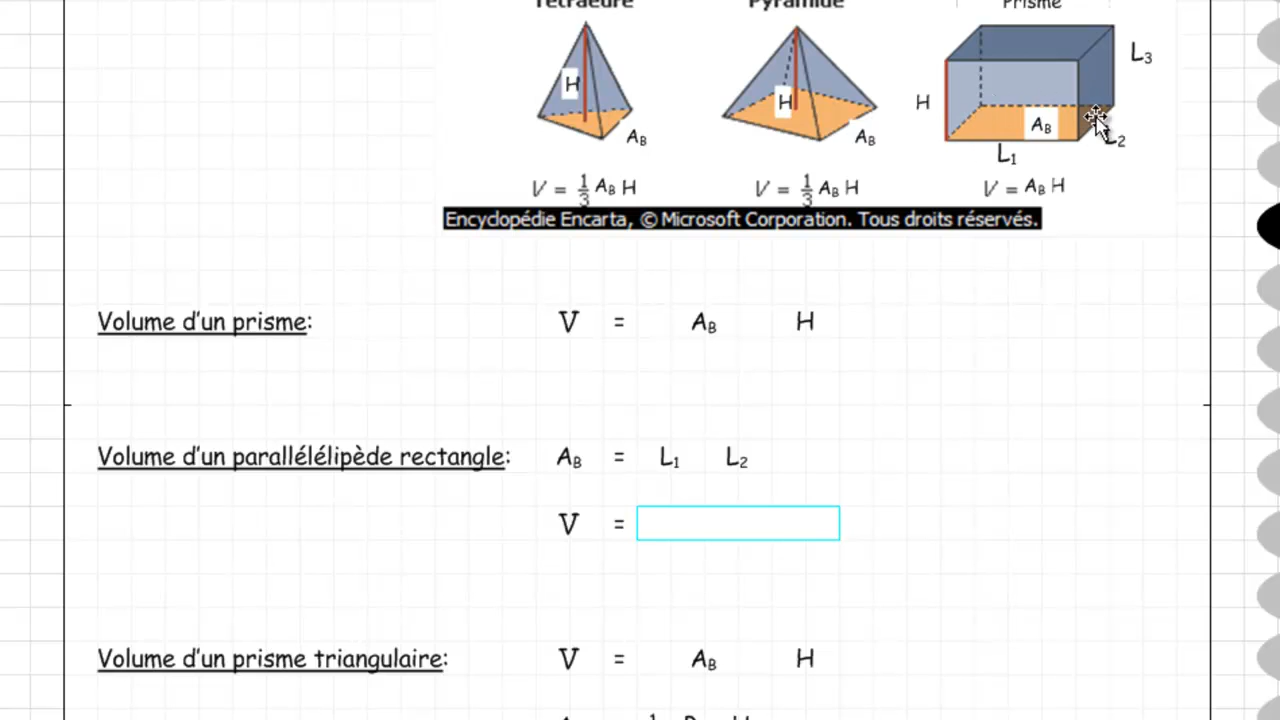 Tétraèdre Pyramide Prisme
L3
H H H
AB AB AB L2
L1
V = 1/3 AB H V = 1/3 AB H V = AB H
Encyclopédie Encarta, © Microsoft Corporation. Tous droits réservés.
Volume d'un prisme: V = AB H
Volume d'un parallélélipède rectangle: AB = L1 L2
V =
Volume d'un prisme triangulaire: V = AB H